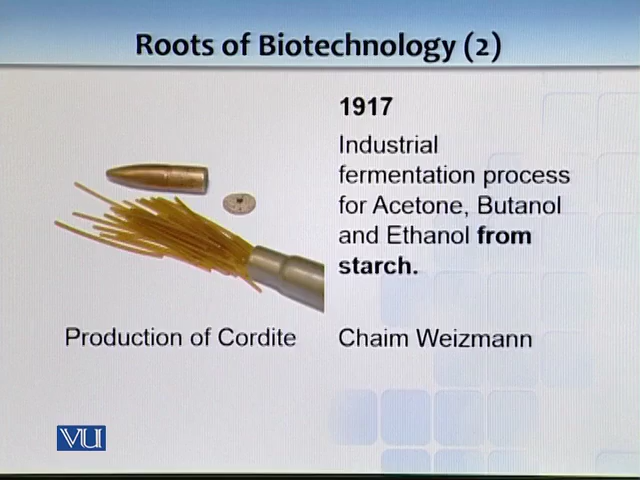 Roots of Biotechnology (2)
1917
Industrial
fermentation process
for Acetone, Butanol
and Ethanol from
starch.
Production of Cordite
Chaim Weizmann
VU